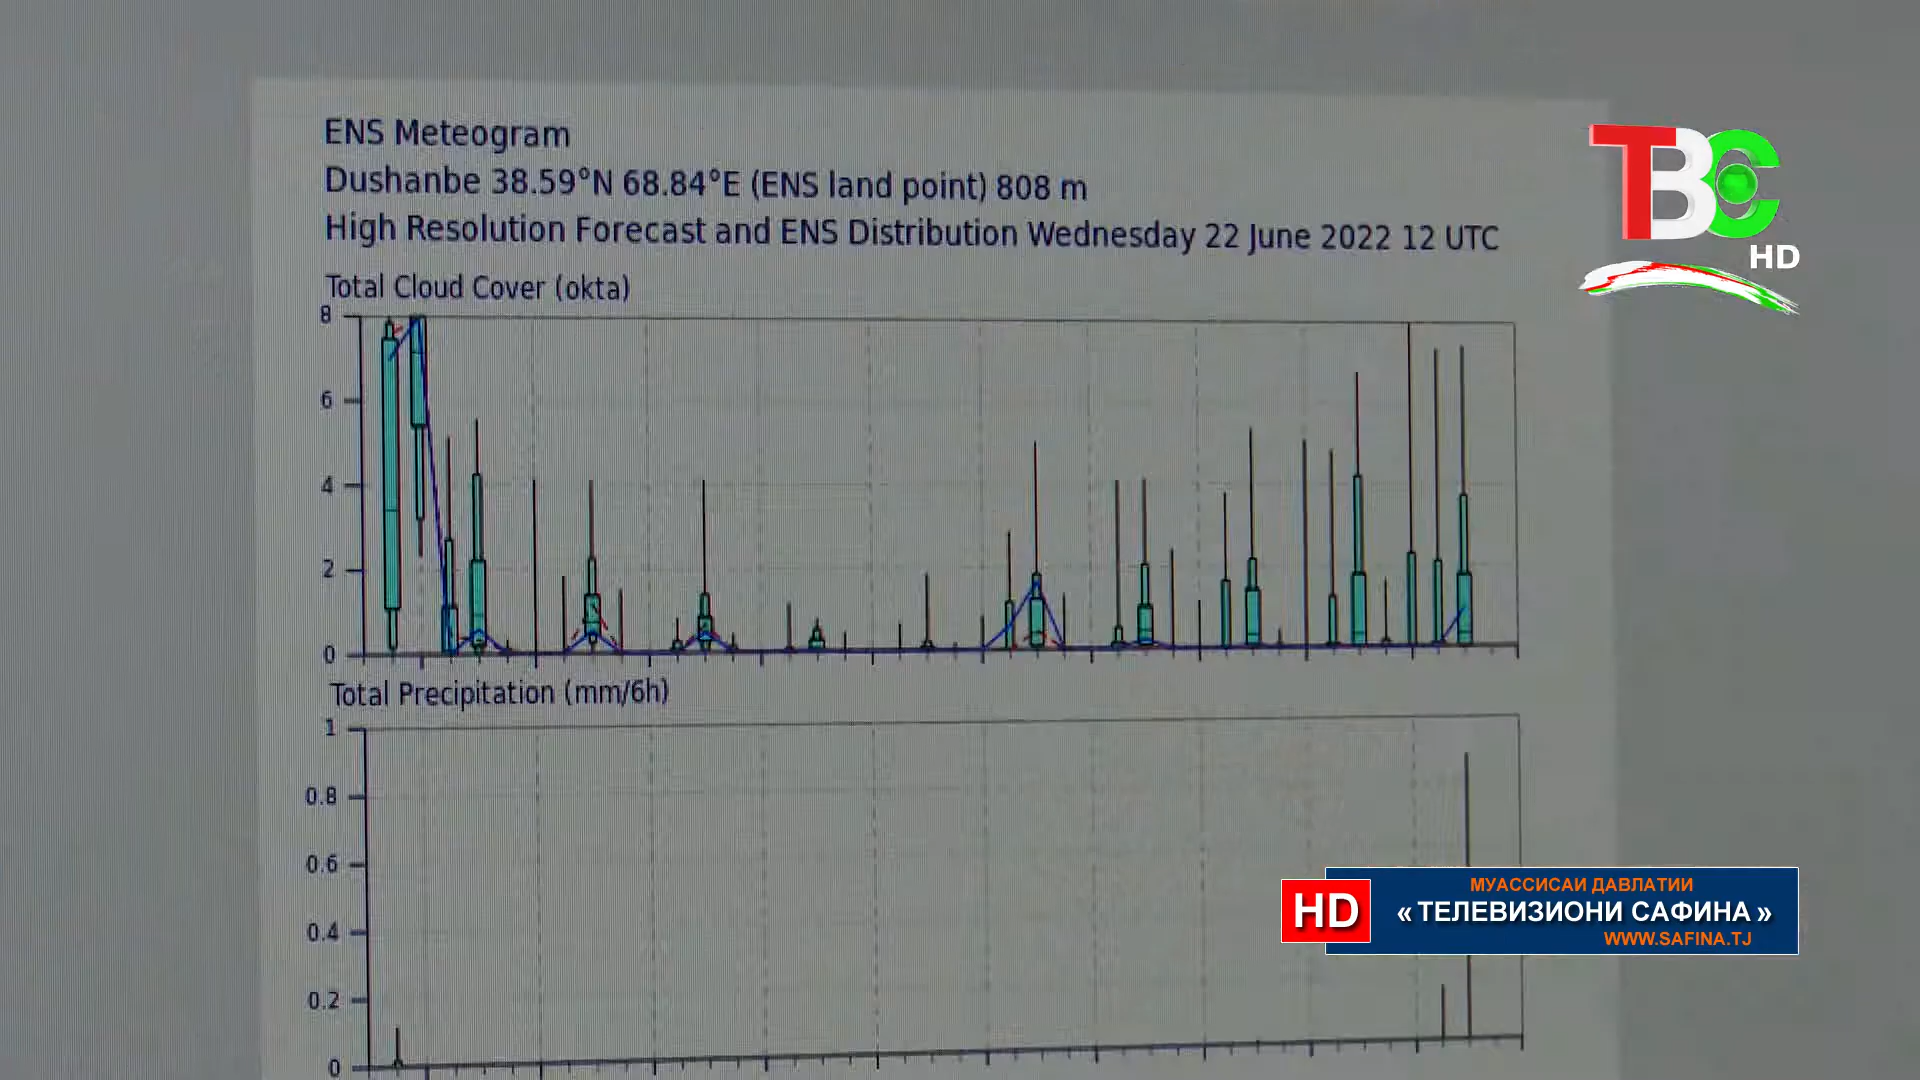 ENS Meteogram
Dushanbe 38.59°N 68.84°E (ENS land point) 808 m
High Resolution Forecast and ENS Distribution Wednesday 22 June 2022 12 UTC
ТВС
HD
Total Cloud Cover (okta)
8
6
4
2
0
Total Precipitation (mm/6h)
1
0.8
0.6
0.4
0.2
0
HD
МУАССИСАИ ДАВЛАТИИ
«ТЕЛЕВИЗИОНИ САФИНА»
WWW.SAFINA.TJ